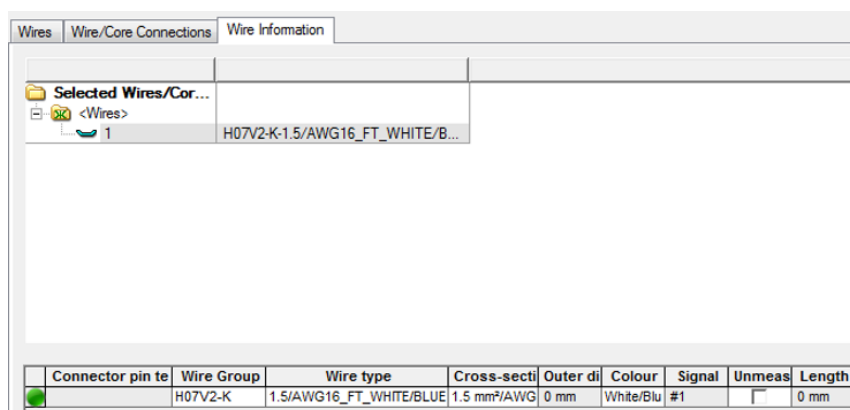 Wires Wire/Core Connections Wire Information
Selected Wires/Cor...
<Wires>
1 H07V2-K-1.5/AWG16_FT_WHITE/B...
Connector pin te Wire Group Wire type Cross-secti Outer di Colour Signal Unmeas Length
H07V2-K 1.5/AWG16_FT_WHITE/BLUE 1.5 mm²/AWG 0 mm White/Blu #1 0 mm